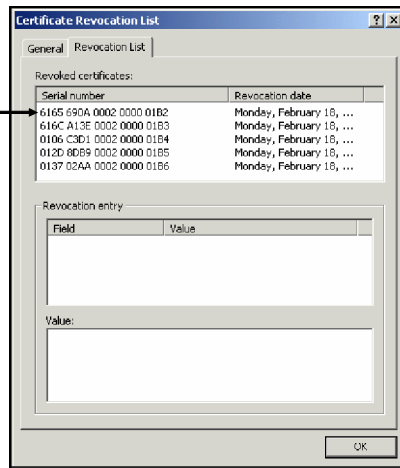 Certificate Revocation List
General Revocation List
Revoked certificates:
Serial number Revocation date
6165 690A 0002 0000 01B2 Monday, February 18, ...
616C A13E 0002 0000 01B3 Monday, February 18, ...
0106 C3D1 0002 0000 01B4 Monday, February 18, ...
012D 8DB9 0002 0000 01B5 Monday, February 18, ...
0137 02AA 0002 0000 01B6 Monday, February 18, ...
Revocation entry
Field Value
Value:
OK